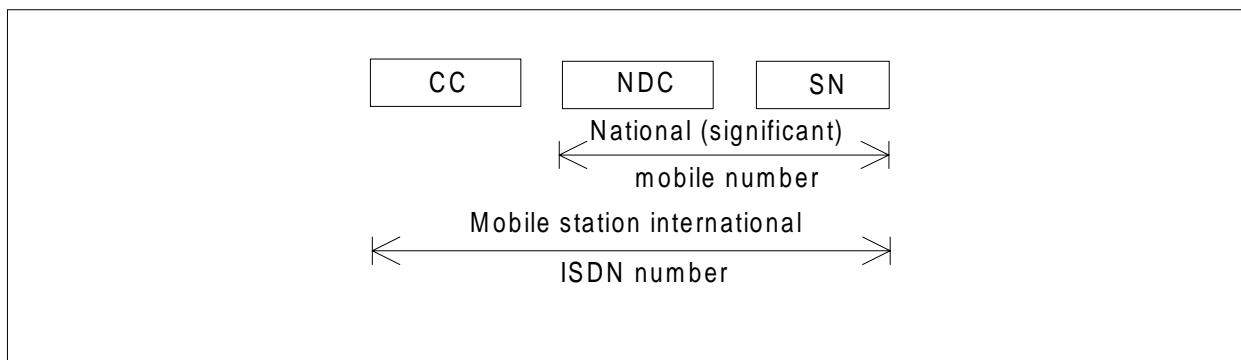 CC NDC SN
National (significant)
mobile number
Mobile station international
ISDN number